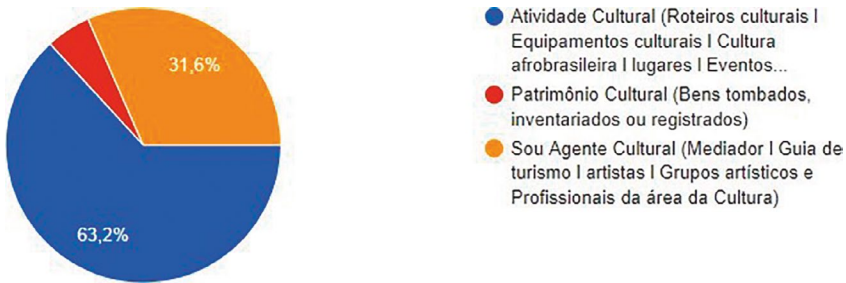 31,6%
63,2%
Atividade Cultural (Roteiros culturais I
Equipamentos culturais I Cultura
afrobrasileira I lugares I Eventos...
Patrimônio Cultural (Bens tombados,
inventariados ou registrados)
Sou Agente Cultural (Mediador I Guia de
turismo I artistas I Grupos artísticos e
Profissionais da área da Cultura)